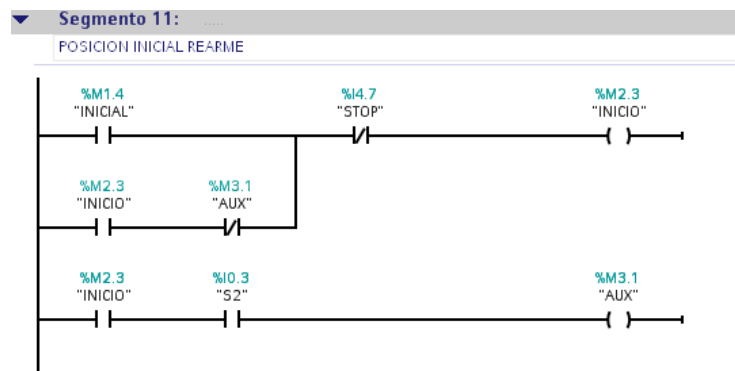 Segmento 11: .....
POSICION INICIAL REARME
%M1.4 %I4.7 %M2.3
"INICIAL" "STOP" "INICIO"
%M2.3 %M3.1
"INICIO" "AUX"
%M2.3 %I0.3 %M3.1
"INICIO" "S2" "AUX"